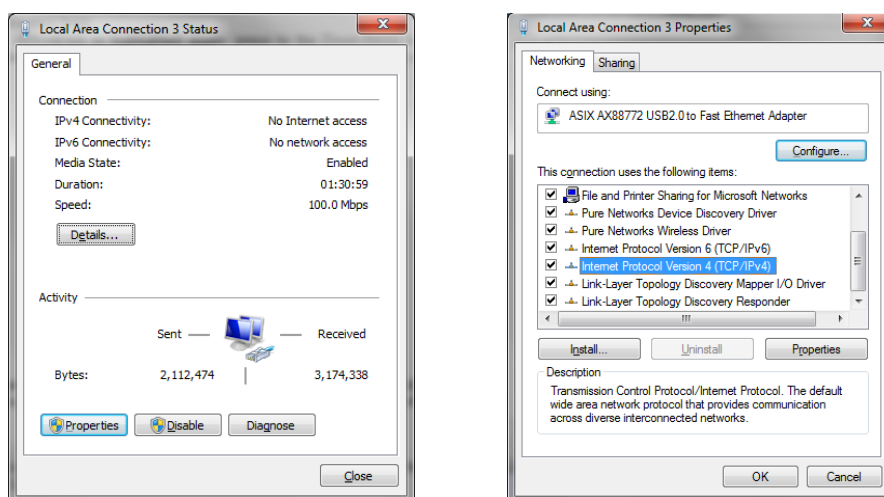 Local Area Connection 3 Status
General
Connection
IPv4 Connectivity: No Internet access
IPv6 Connectivity: No network access
Media State: Enabled
Duration: 01:30:59
Speed: 100.0 Mbps
Details...
Activity
Sent Received
Bytes: 2,112,474 3,174,338
Properties Disable Diagnose
Close
Local Area Connection 3 Properties
Networking Sharing
Connect using:
ASIX AX88772 USB2.0 to Fast Ethernet Adapter
Configure...
This connection uses the following items:
File and Printer Sharing for Microsoft Networks
Pure Networks Device Discovery Driver
Pure Networks Wireless Driver
Internet Protocol Version 6 (TCP/IPv6)
Internet Protocol Version 4 (TCP/IPv4)
Link-Layer Topology Discovery Mapper I/O Driver
Link-Layer Topology Discovery Responder
Install... Uninstall Properties
Description
Transmission Control Protocol/Internet Protocol. The default
wide area network protocol that provides communication
across diverse interconnected networks.
OK Cancel